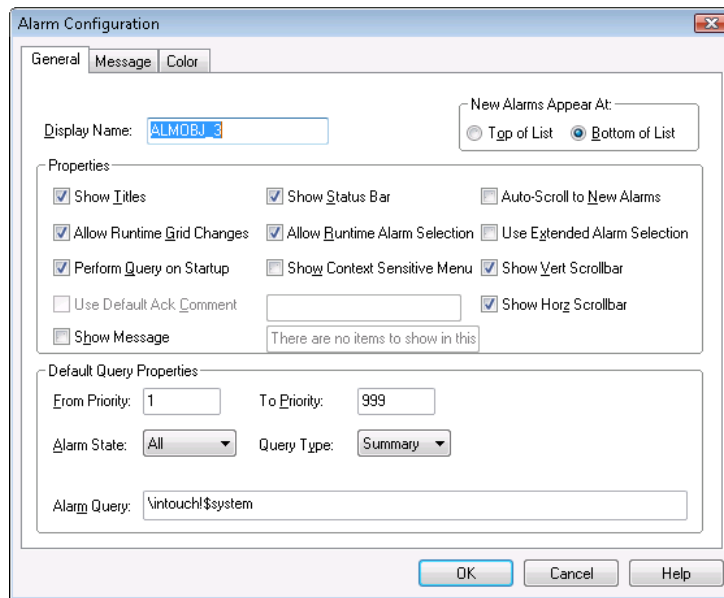 Alarm Configuration
General Message Color
New Alarms Appear At:
Display Name: ALMOBJ_3
Top of List Bottom of List
Properties
Show Titles Show Status Bar Auto-Scroll to New Alarms
Allow Runtime Grid Changes Allow Runtime Alarm Selection Use Extended Alarm Selection
Perform Query on Startup Show Context Sensitive Menu Show Vert Scrollbar
Use Default Ack Comment Show Horz Scrollbar
Show Message There are no items to show in this
Default Query Properties
From Priority: 1 To Priority: 999
Alarm State: All Query Type: Summary
Alarm Query: \intouch!$system
OK Cancel Help